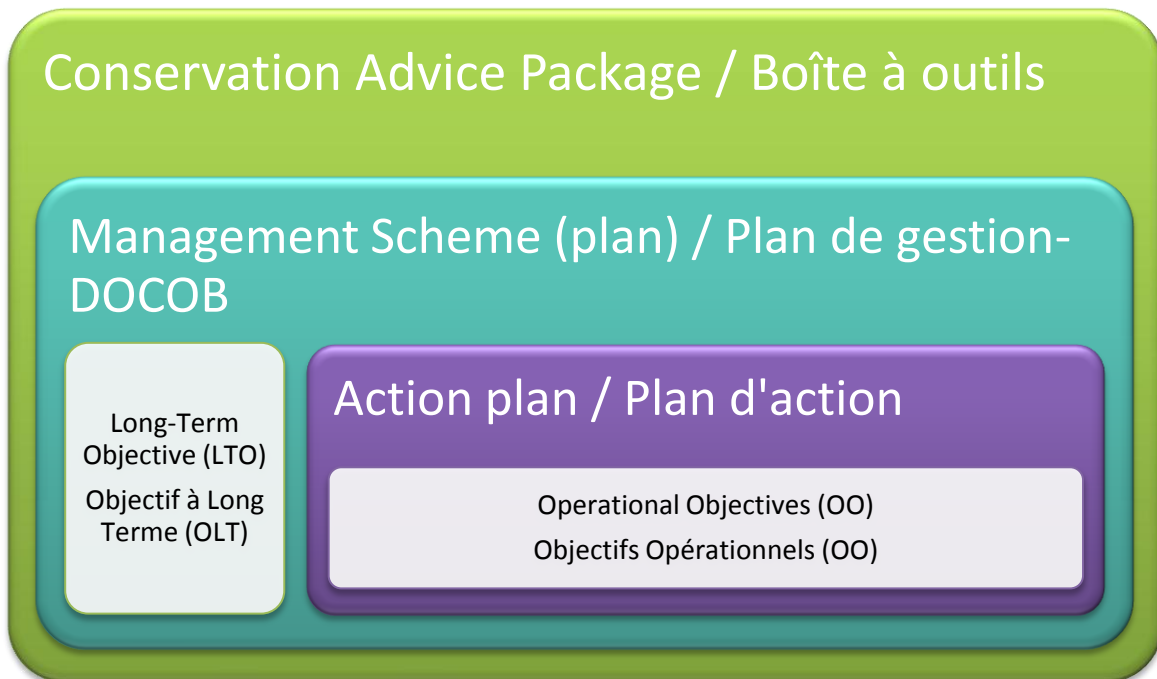 Conservation Advice Package / Boîte à outils
Management Scheme (plan) / Plan de gestion-
DOCOB
Long-Term
Objective (LTO)
Objectif à Long
Terme (OLT)
Action plan / Plan d'action
Operational Objectives (OO)
Objectifs Opérationnels (OO)